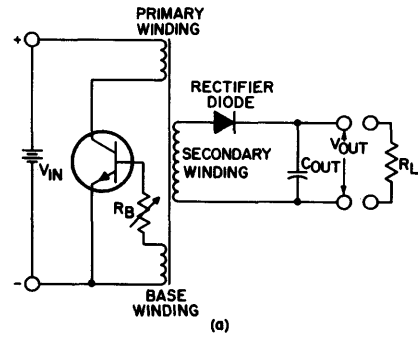 PRIMARY
WINDING
+
RECTIFIER
DIODE
VIN
SECONDARY
WINDING
COUT
VOUT
RL
RB
-
BASE
WINDING
(a)